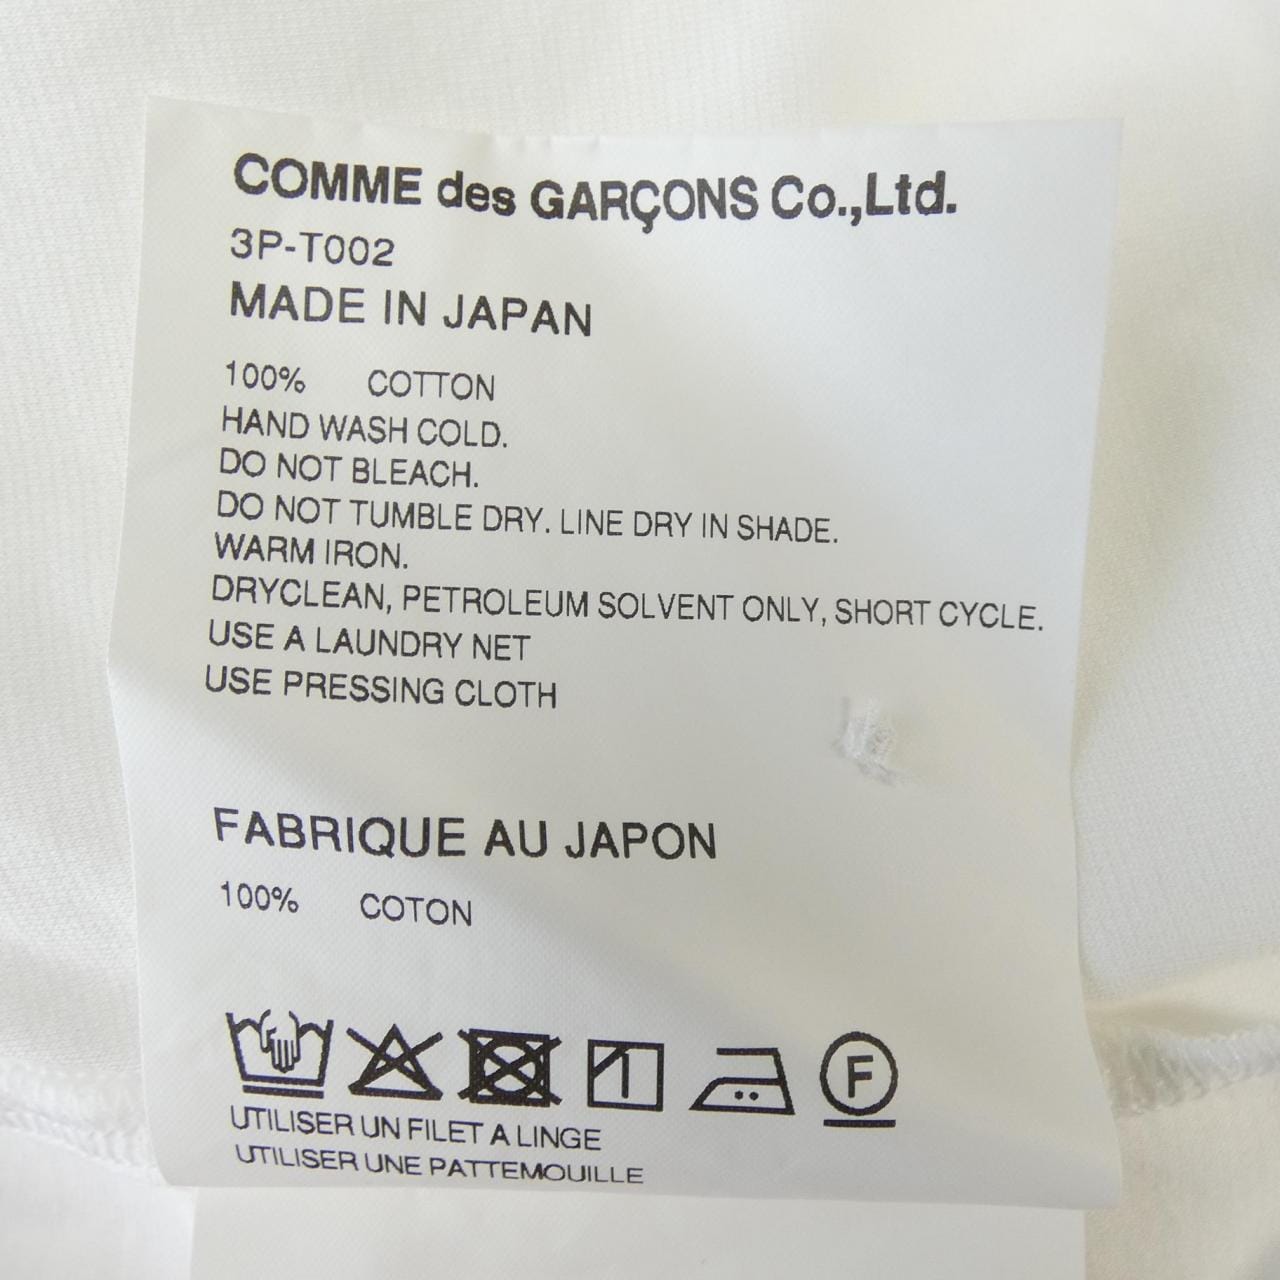 COMME des GARÇONS Co.,Ltd.
3P-T002
MADE IN JAPAN
100% COTTON
HAND WASH COLD.
DO NOT BLEACH.
DO NOT TUMBLE DRY. LINE DRY IN SHADE.
WARM IRON.
DRYCLEAN, PETROLEUM SOLVENT ONLY, SHORT CYCLE.
USE A LAUNDRY NET
USE PRESSING CLOTH
FABRIQUE AU JAPON
100% COTON
F
UTILISER UN FILET A LINGE
UTILISER UNE PATTEMOUILLE